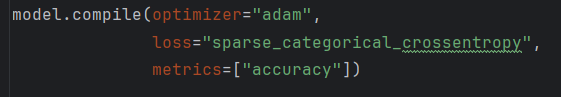 model.compile(optimizer="adam",
loss="sparse_categorical_crossentropy",
metrics=["accuracy"])